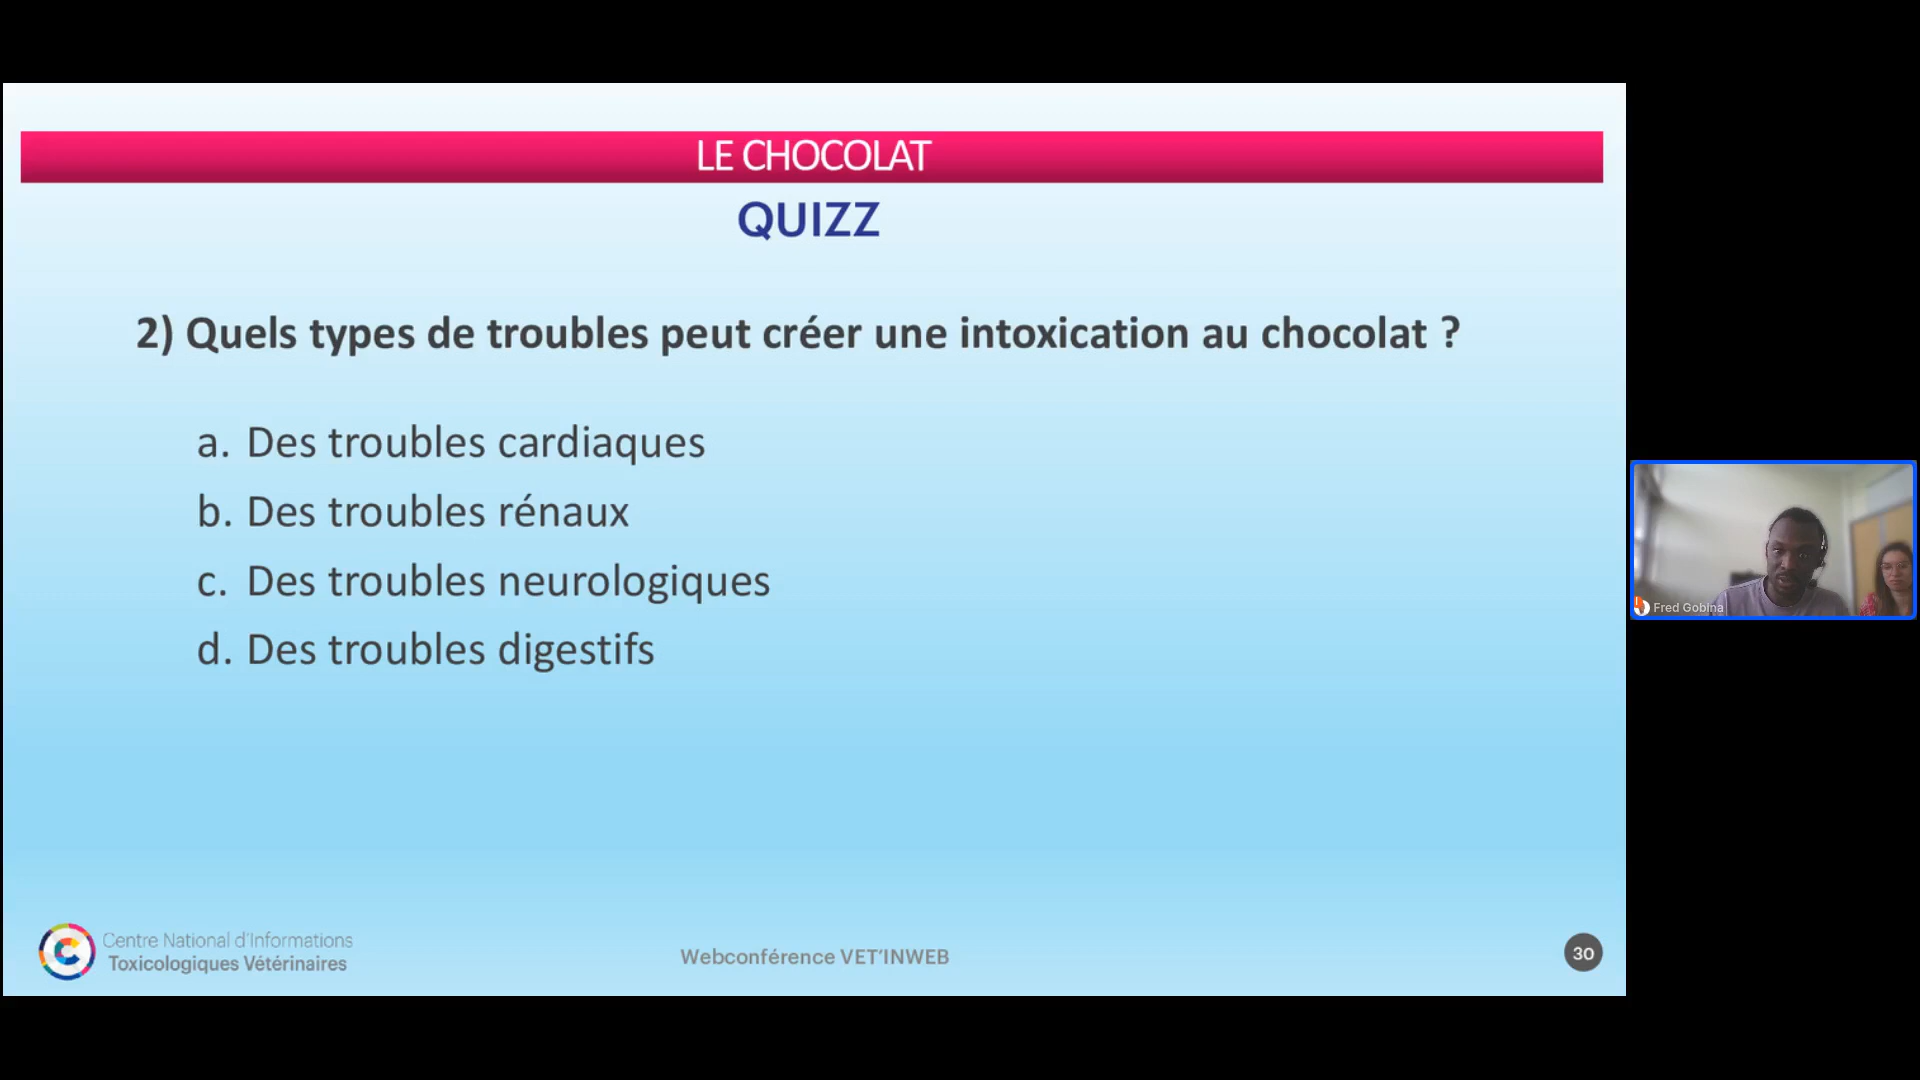 LE CHOCOLAT
QUIZZ
2) Quels types de troubles peut créer une intoxication au chocolat ?
a. Des troubles cardiaques
b. Des troubles rénaux
c. Des troubles neurologiques
d. Des troubles digestifs
Fred Gobina
Centre National d'Informations
Toxicologiques Vétérinaires
Webconférence VET'INWEB
30